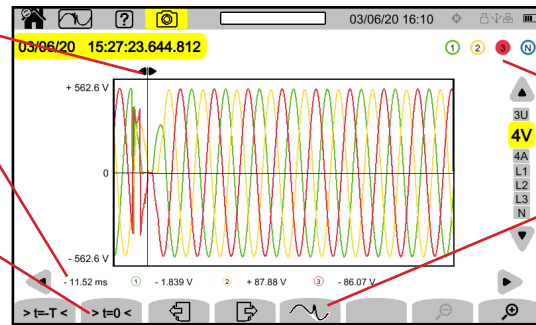 ? 03/06/20 16:10
03/06/20 15:27:23.644.812 1 2 3 N
+ 562.6 V
0
- 562.6 V
3U
4V
4A
L1
L2
L3
N
- 11.52 ms 1 - 1.839 V 2 + 87.88 V 3 - 86.07 V
> t=-T < > t=0 <